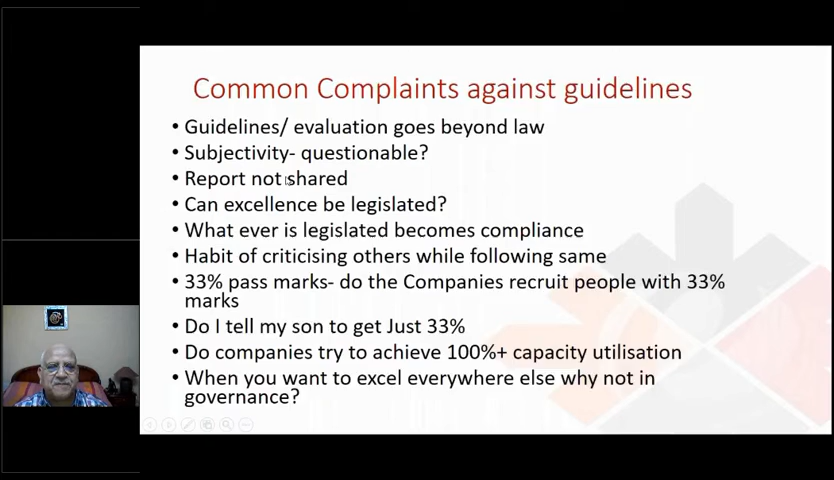 Common Complaints against guidelines
• Guidelines/ evaluation goes beyond law
• Subjectivity- questionable?
• Report not shared
• Can excellence be legislated?
• What ever is legislated becomes compliance
• Habit of criticising others while following same
• 33% pass marks- do the Companies recruit people with 33%
marks
• Do I tell my son to get Just 33%
• Do companies try to achieve 100%+ capacity utilisation
• When you want to excel everywhere else why not in
governance?